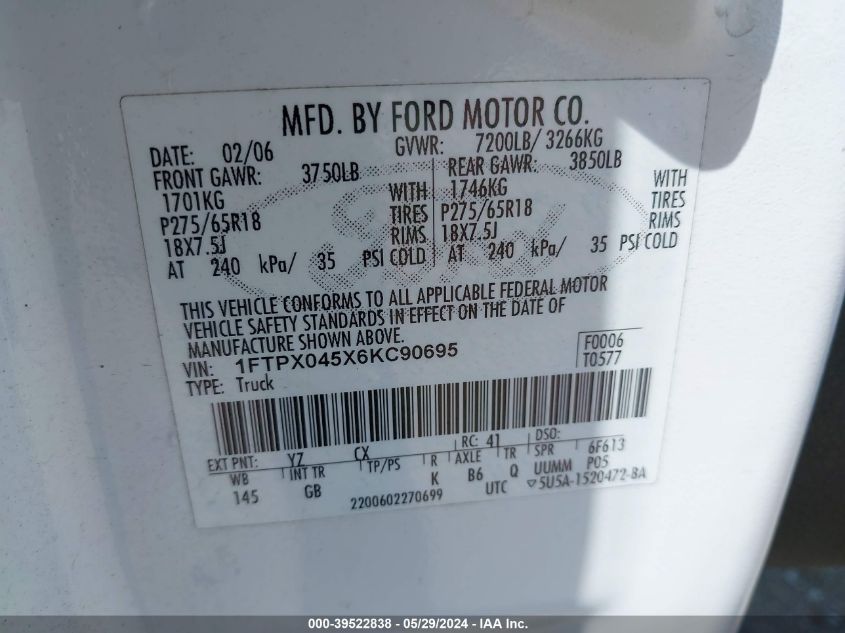 MFD. BY FORD MOTOR CO.
DATE: 02/06 GVWR: 7200LB/ 3266KG
FRONT GAWR: 3750LB REAR GAWR: 3850LB
1701KG WITH 1746KG WITH
P275/65R18 TIRES P275/65R18 TIRES
18X7.5J RIMS 18X7.5J RIMS
AT 240 kPa/ 35 PSI COLD AT 240 kPa/ 35 PSI COLD
THIS VEHICLE CONFORMS TO ALL APPLICABLE FEDERAL MOTOR
VEHICLE SAFETY STANDARDS IN EFFECT ON THE DATE OF
MANUFACTURE SHOWN ABOVE.
VIN: 1FTPX045X6KC90695 F0006
TYPE: Truck T0577
EXT PNT: YZ CX RC: 41 DSO: 6F613
WB INT TR TP/PS R AXLE TR SPR P05
145 GB K B6 Q UUMM
2200602270699 UTC ▽5U5A-1520472-BA
000-39522838 - 05/29/2024 - IAA Inc.